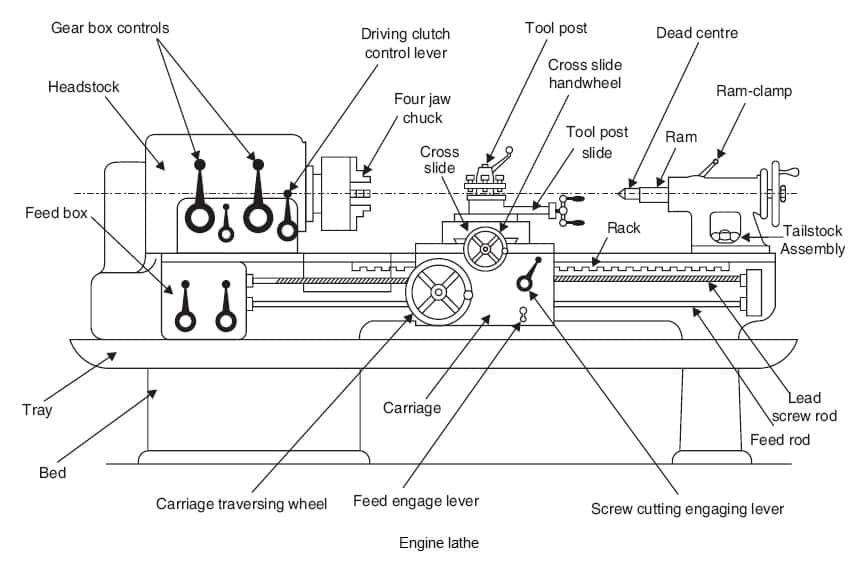 Gear box controls
Driving clutch
control lever
Tool post
Dead centre
Headstock
Cross slide
handwheel
Four jaw
chuck
Ram-clamp
Tool post
slide
Ram
Cross
slide
Feed box
Rack
Tailstock
Assembly
Tray
Carriage
Lead
screw rod
Feed rod
Bed
Carriage traversing wheel
Feed engage lever
Screw cutting engaging lever
Engine lathe